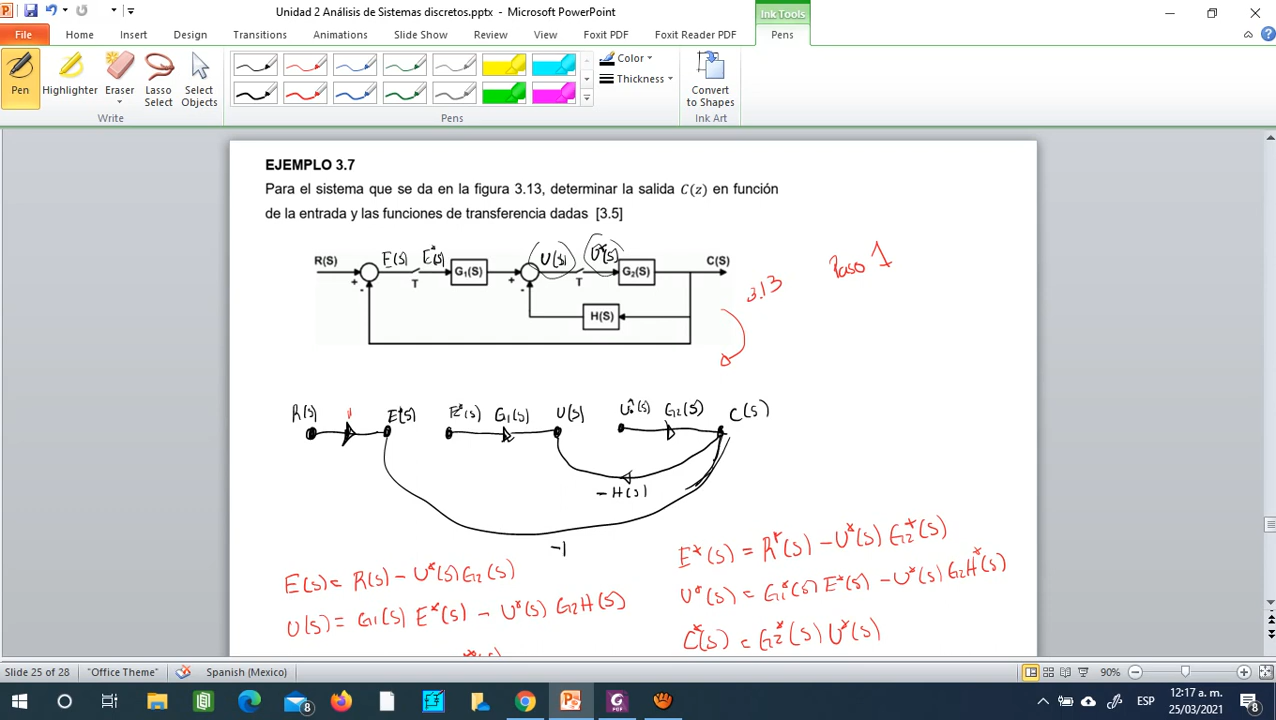 Unidad 2 Análisis de Sistemas discretos.pptx - Microsoft PowerPoint
Ink Tools
File Home Insert Design Transitions Animations Slide Show Review View Foxit PDF Foxit Reader PDF Pens
Pen Highlighter Eraser Lasso Select Select Objects
Color
Thickness
Convert to Shapes
Write Pens Ink Art
EJEMPLO 3.7
Para el sistema que se da en la figura 3.13, determinar la salida C(z) en función
de la entrada y las funciones de transferencia dadas [3.5]
R(S) E(s) E*(s) G₁(S) U(s) U*(s) G₂(S) C(S)
+ - T + - T
H(S)
3.13
Paso 1
R(s) 1 E(s) E*(s) G1(s) U(s) U*(s) G2(s) C(s)
-H(s)
-1
E(s)= R(s) - U*(s)G2(s)
U(s) = G1(s) E*(s) - U*(s) G2H(s)
E*(s) = R*(s) - U*(s) G2*(s)
U*(s) = G1*(s) E*(s) - U*(s) G2H*(s)
C*(s) = G2*(s) U*(s)
Slide 25 of 28 "Office Theme" Spanish (Mexico) 90%
8
ESP
12:17 a. m.
25/03/2021
8